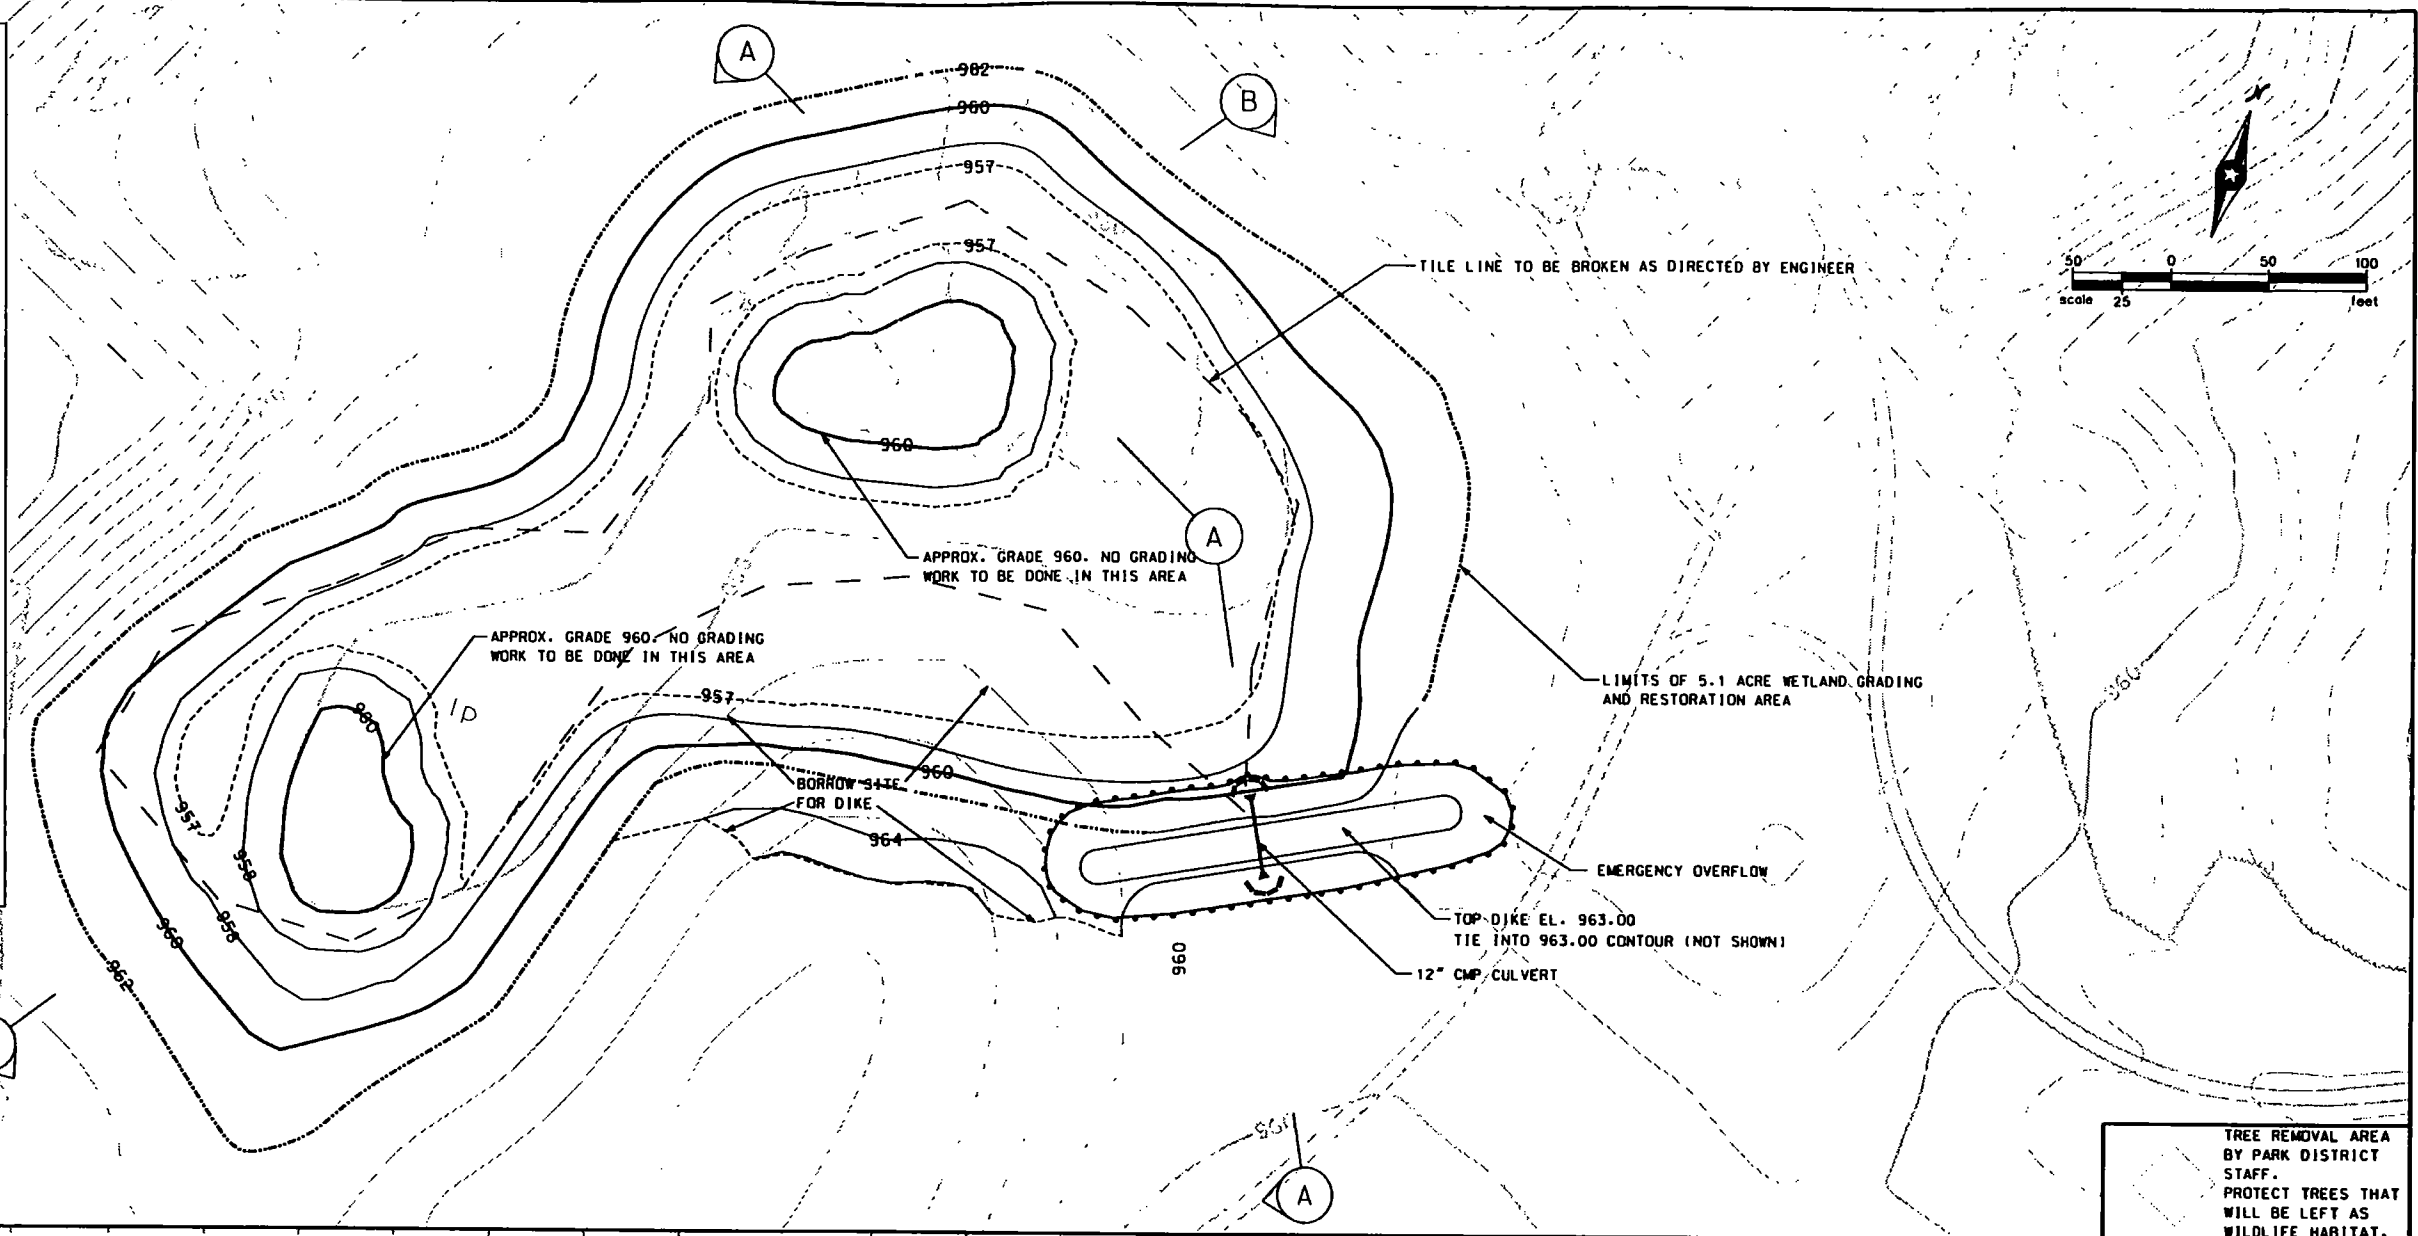 A
B
982
960
957
957
N
50 0 50 100
scale 25 feet
TILE LINE TO BE BROKEN AS DIRECTED BY ENGINEER
960
A
APPROX. GRADE 960. NO GRADING
WORK TO BE DONE IN THIS AREA
APPROX. GRADE 960. NO GRADING
WORK TO BE DONE IN THIS AREA
LIMITS OF 5.1 ACRE WETLAND GRADING
AND RESTORATION AREA
960
957
960
960
BORROW SITE
FOR DIKE
957
964
958
EMERGENCY OVERFLOW
958
960
TOP DIKE EL. 963.00
TIE INTO 963.00 CONTOUR (NOT SHOWN)
960
962
12" CMP CULVERT
A
TREE REMOVAL AREA
BY PARK DISTRICT
STAFF.
PROTECT TREES THAT
WILL BE LEFT AS
WILDLIFE HABITAT.